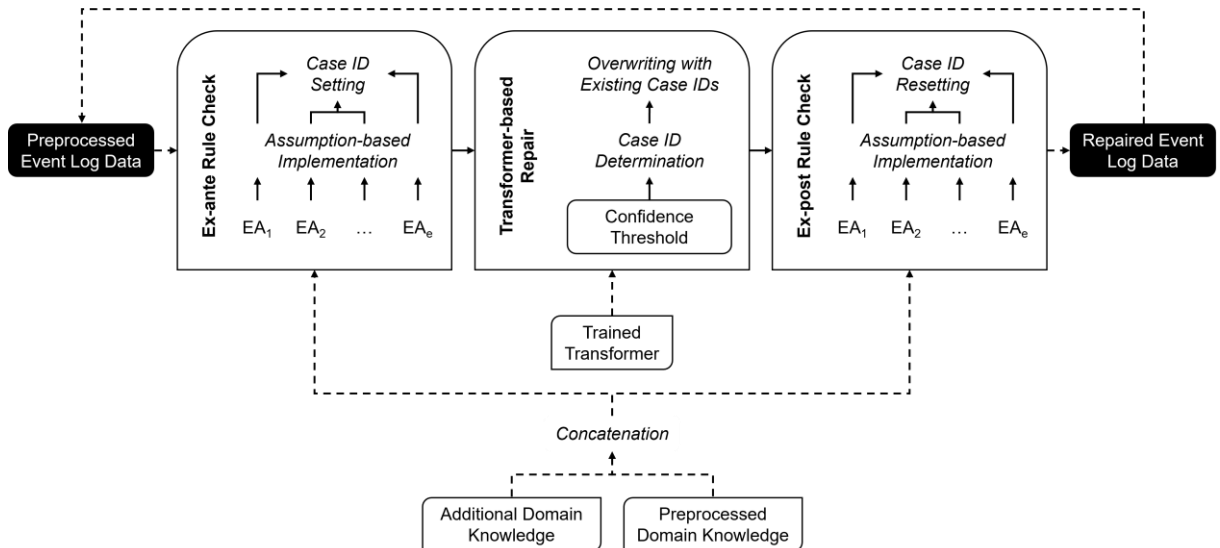 Preprocessed
Event Log Data
Ex-ante Rule Check
Case ID
Setting
Assumption-based
Implementation
EA₁ EA₂ … EAₑ
Transformer-based
Repair
Overwriting with
Existing Case IDs
Case ID
Determination
Confidence
Threshold
Ex-post Rule Check
Case ID
Resetting
Assumption-based
Implementation
EA₁ EA₂ … EAₑ
Repaired Event
Log Data
Trained
Transformer
Concatenation
Additional Domain
Knowledge
Preprocessed
Domain Knowledge